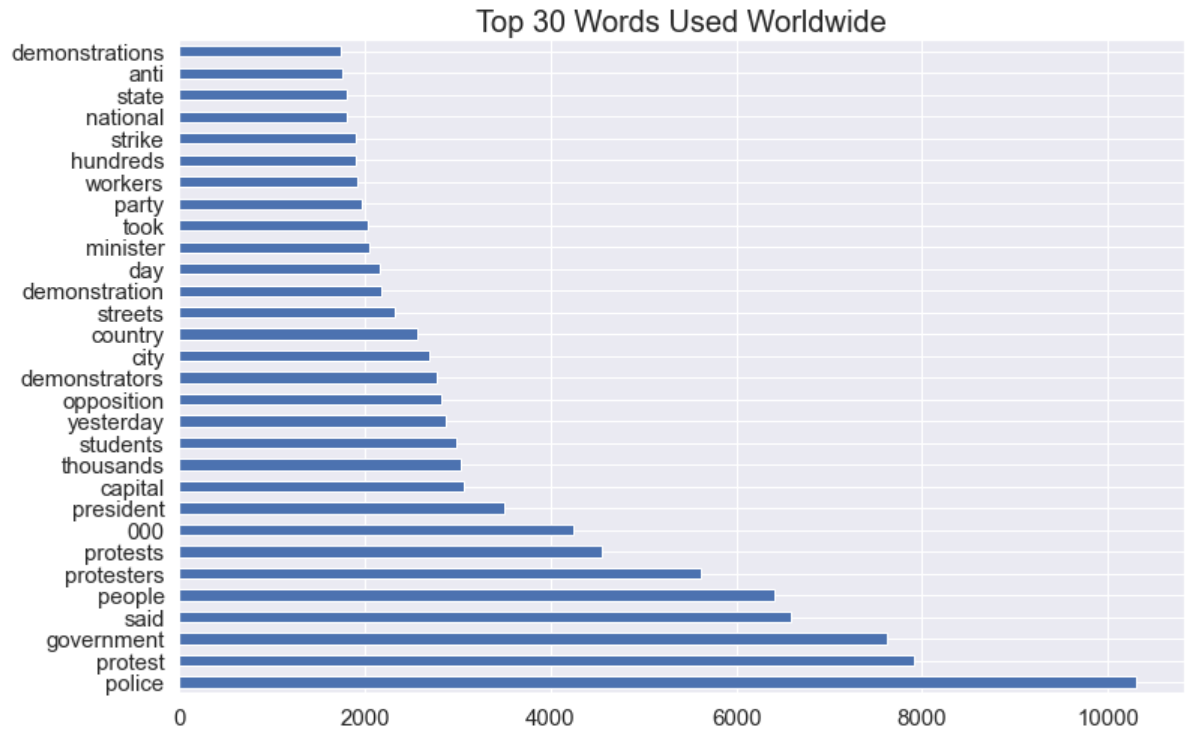 Top 30 Words Used Worldwide
demonstrations
anti
state
national
strike
hundreds
workers
party
took
minister
day
demonstration
streets
country
city
demonstrators
opposition
yesterday
students
thousands
capital
president
000
protests
protesters
people
said
government
protest
police
0 2000 4000 6000 8000 10000